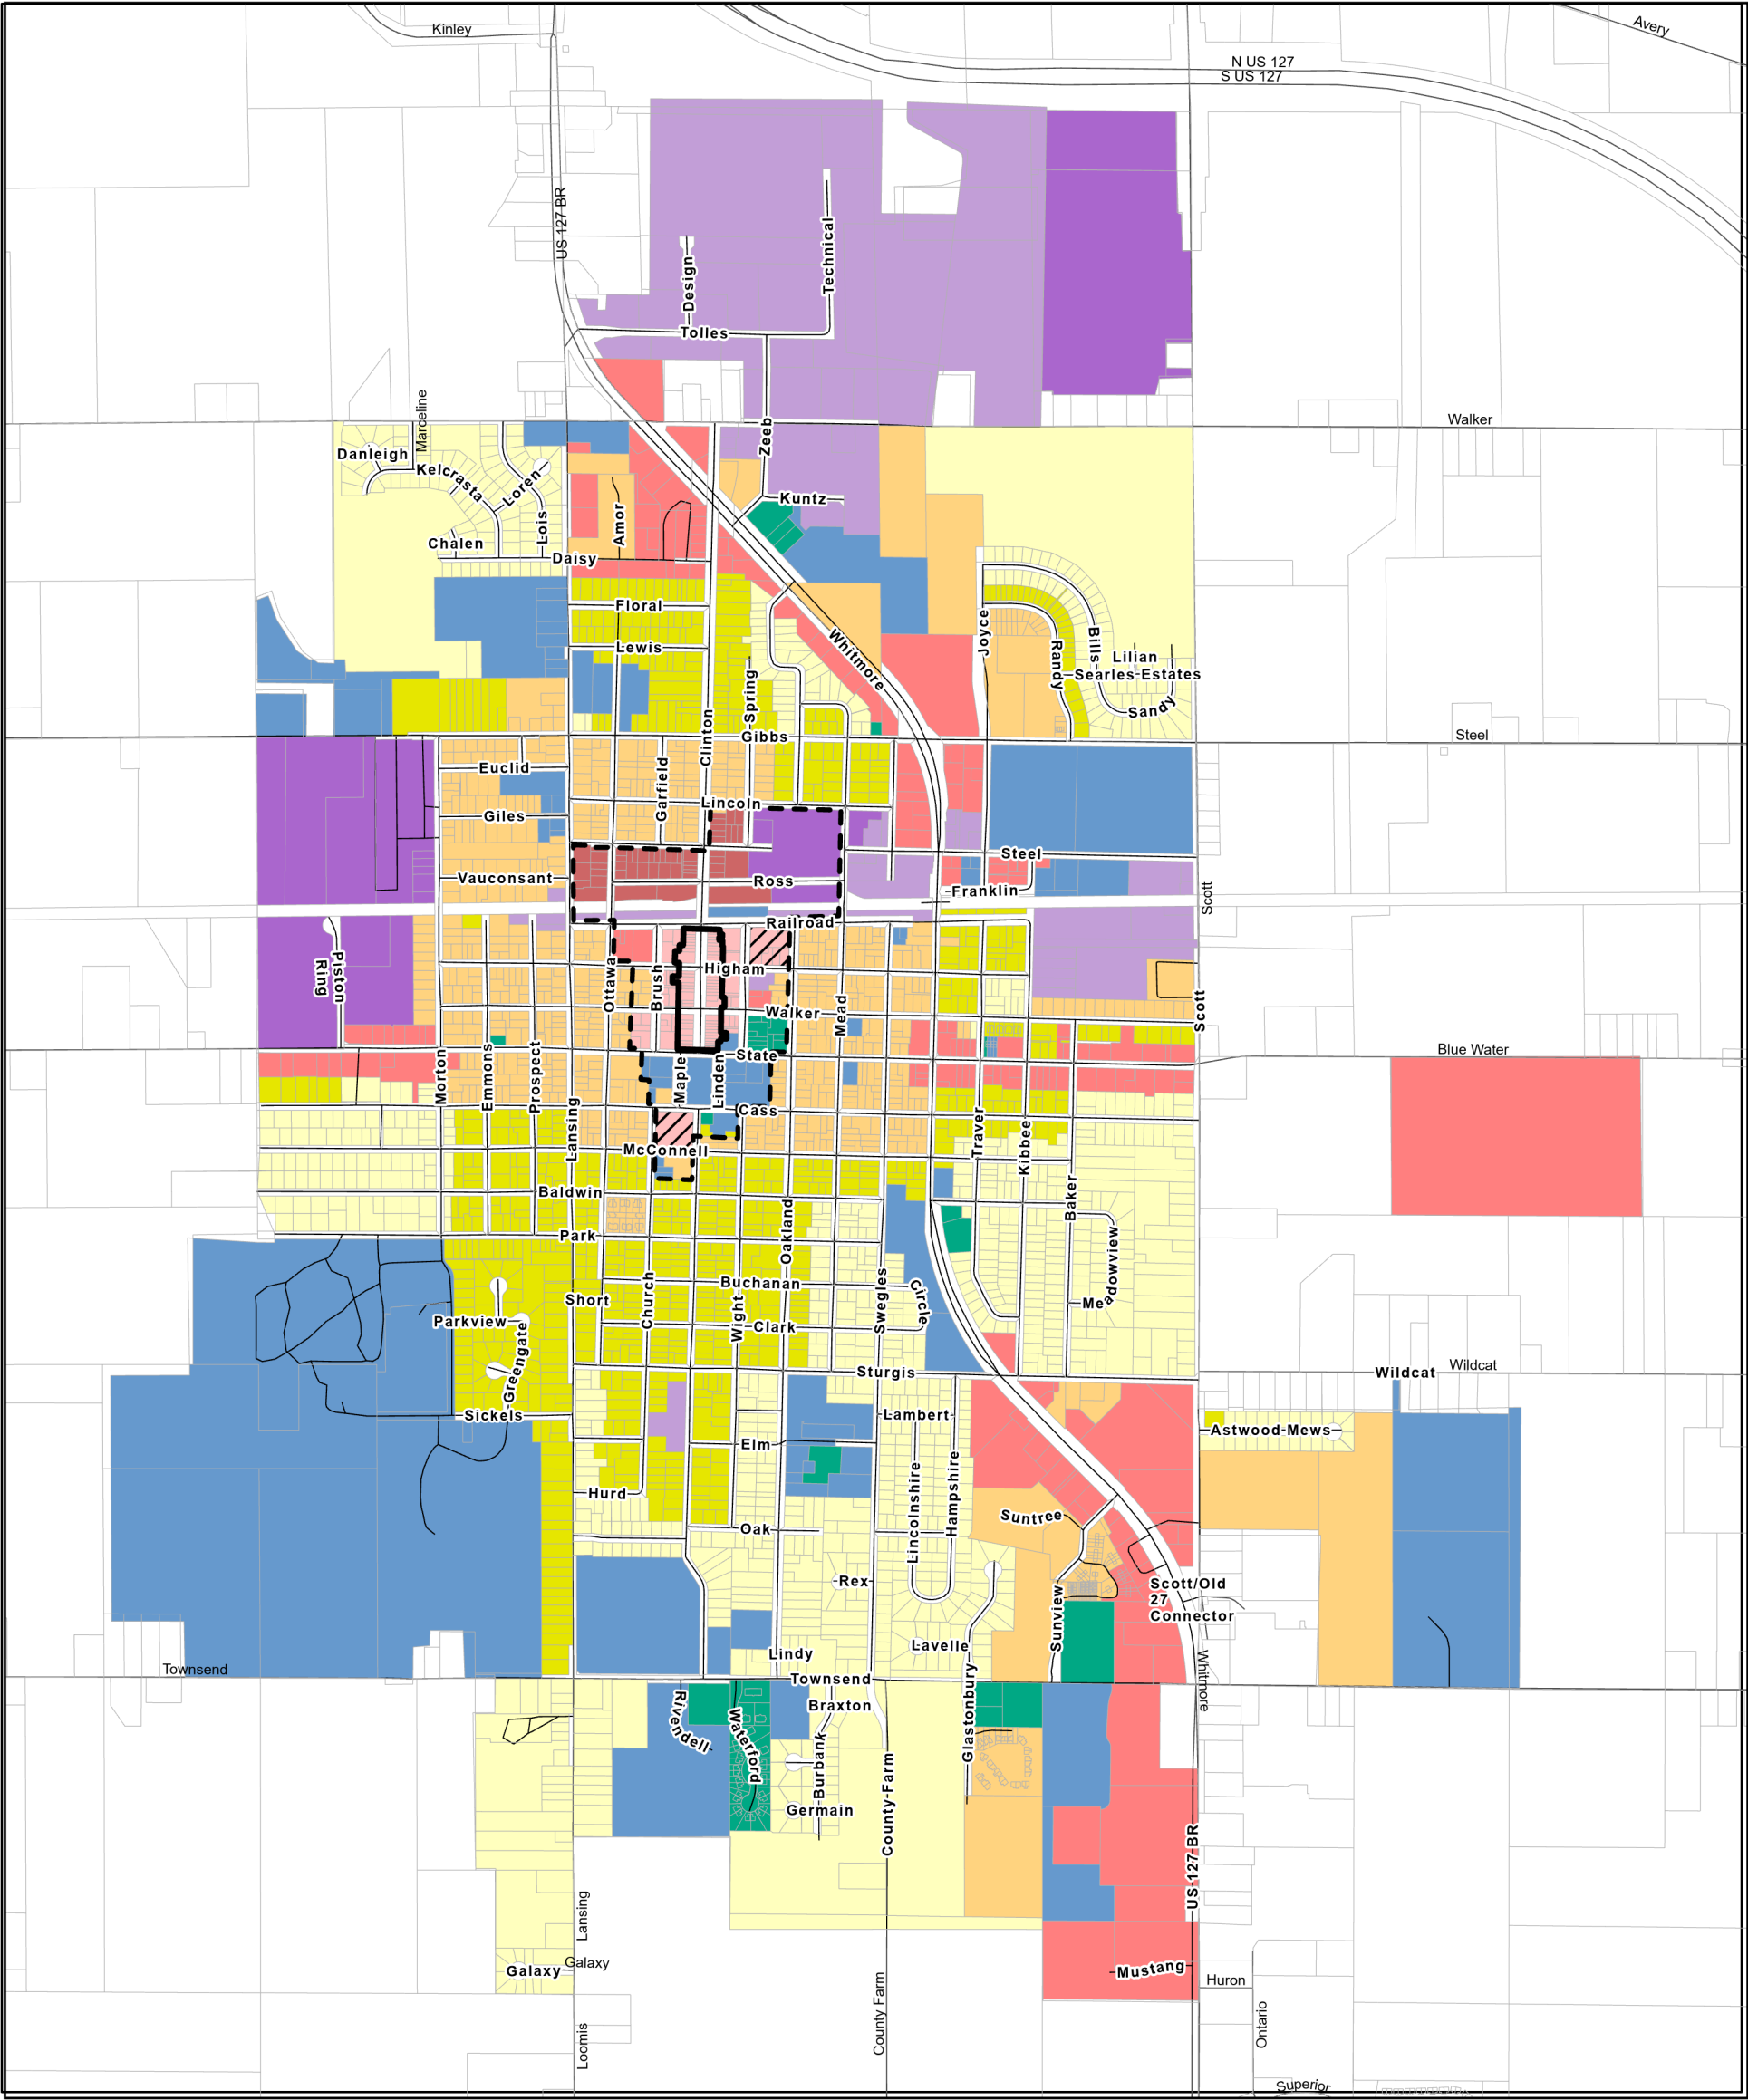 Kinley
Avery
N US 127
S US 127
US 127 BR
Technical
Design
Tolles
Marceline
Walker
Zeeb
Danleigh
Kelcrasta
Loren
Kuntz
Lois
Amor
Chalen
Daisy
Floral
Joyce
Bills
Whitmore
Lewis
Randy
Lilian
Searles-Estates
Spring
Sandy
Clinton
Gibbs
Steel
Euclid
Garfield
Lincoln
Giles
Steel
Vauconsant
Ross
Franklin
Scott
Railroad
Piston
Ring
Ottawa
Brush
Higham
Mead
Walker
Scott
Blue Water
State
Morton
Emmons
Prospect
Maple
Linden
Cass
Lansing
McConnell
Traver
Kibbee
Baldwin
Baker
Park
Oakland
Meadowview
Buchanan
Short
Church
Wight
Swegles
Circle
Parkview
Clark
Greengate
Sturgis
Wildcat
Wildcat
Sickels
Lambert
Astwood-Mews
Elm
Hurd
Lincolnshire
Hampshire
Suntree
Oak
Rex
Scott/Old
27
Connector
Sunview
Lavelle
Lindy
Townsend
Townsend
Whitmore
Rivendell
Waterford
Braxton
Glastonbury
Burbank
County-Farm
Germain
US-127-BR
Lansing
Galaxy
Galaxy
Mustang
Huron
County Farm
Ontario
Loomis
Superior